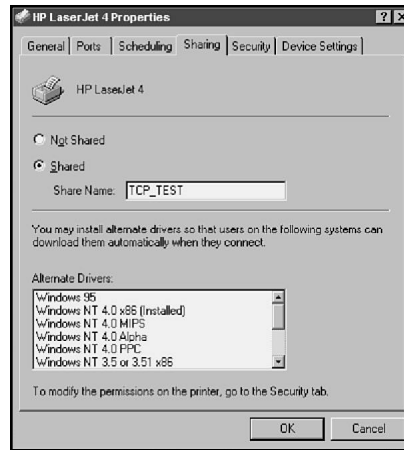 HP LaserJet 4 Properties
General Ports Scheduling Sharing Security Device Settings
HP LaserJet 4
Not Shared
Shared
Share Name: TCP_TEST
You may install alternate drivers so that users on the following systems can
download them automatically when they connect.
Alternate Drivers:
Windows 95
Windows NT 4.0 x86 (Installed)
Windows NT 4.0 MIPS
Windows NT 4.0 Alpha
Windows NT 4.0 PPC
Windows NT 3.5 or 3.51 x86
To modify the permissions on the printer, go to the Security tab.
OK Cancel